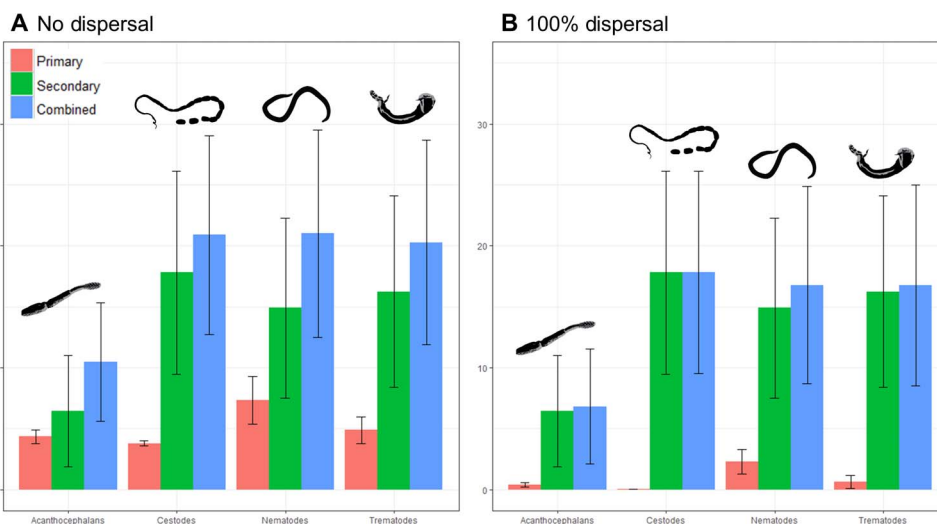 A No dispersal
Primary
Secondary
Combined
Acanthocephalans
Cestodes
Nematodes
Trematodes
B 100% dispersal
30
20
10
0
Acanthocephalans
Cestodes
Nematodes
Trematodes